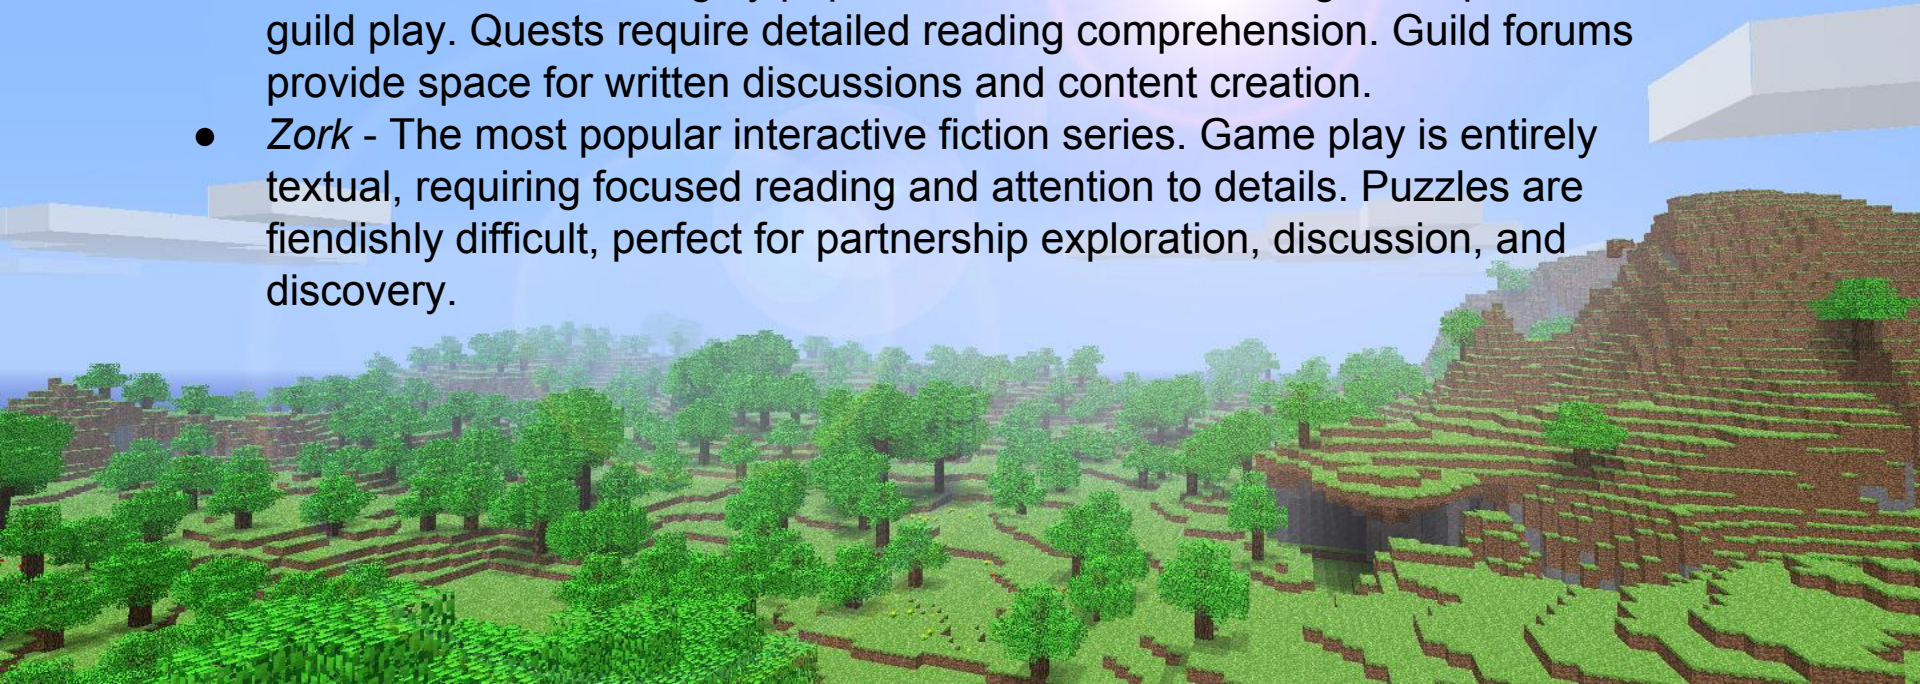 guild play. Quests require detailed reading comprehension. Guild forums
provide space for written discussions and content creation.
● Zork - The most popular interactive fiction series. Game play is entirely
textual, requiring focused reading and attention to details. Puzzles are
fiendishly difficult, perfect for partnership exploration, discussion, and
discovery.